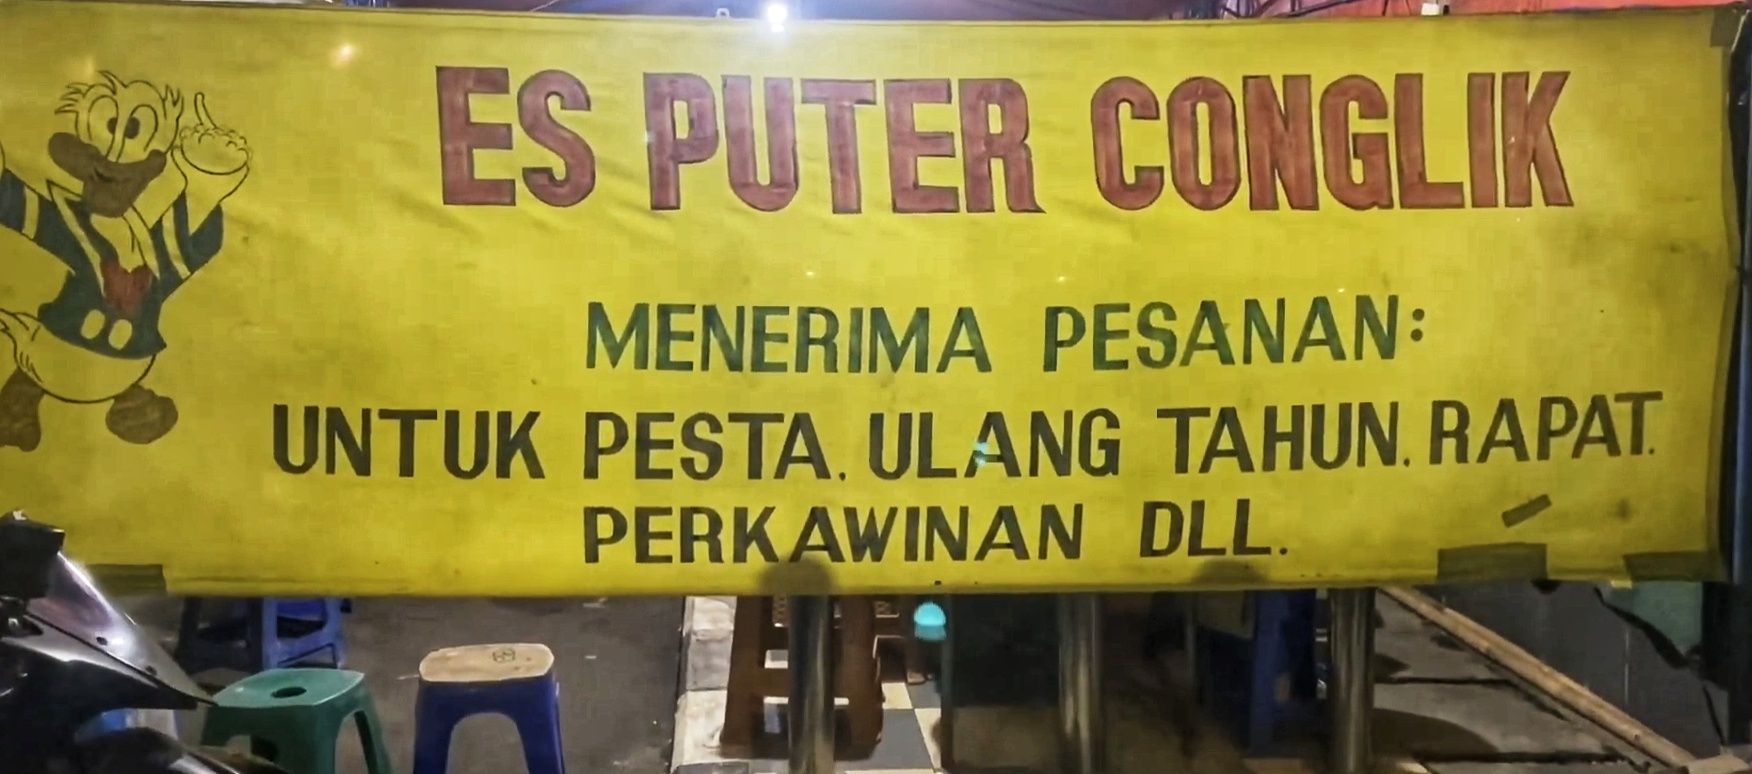 ES PUTER CONGLIK
MENERIMA PESANAN:
UNTUK PESTA. ULANG TAHUN. RAPAT.
PERKAWINAN DLL.